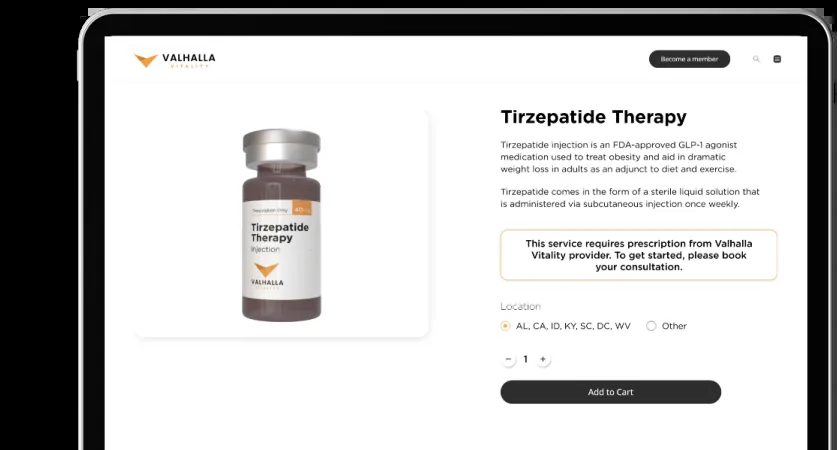 VALHALLA
VITALITY
Become a member
Tirzepatide Therapy
Tirzepatide injection is an FDA-approved GLP-1 agonist
medication used to treat obesity and aid in dramatic
weight loss in adults as an adjunct to diet and exercise.
Tirzepatide comes in the form of a sterile liquid solution that
is administered via subcutaneous injection once weekly.
This service requires prescription from Valhalla
Vitality provider. To get started, please book
your consultation.
Location
AL, CA, ID, KY, SC, DC, WV
Other
− 1 +
Add to Cart
Prescription Only
Tirzepatide
Therapy
Injection
VALHALLA
VITALITY